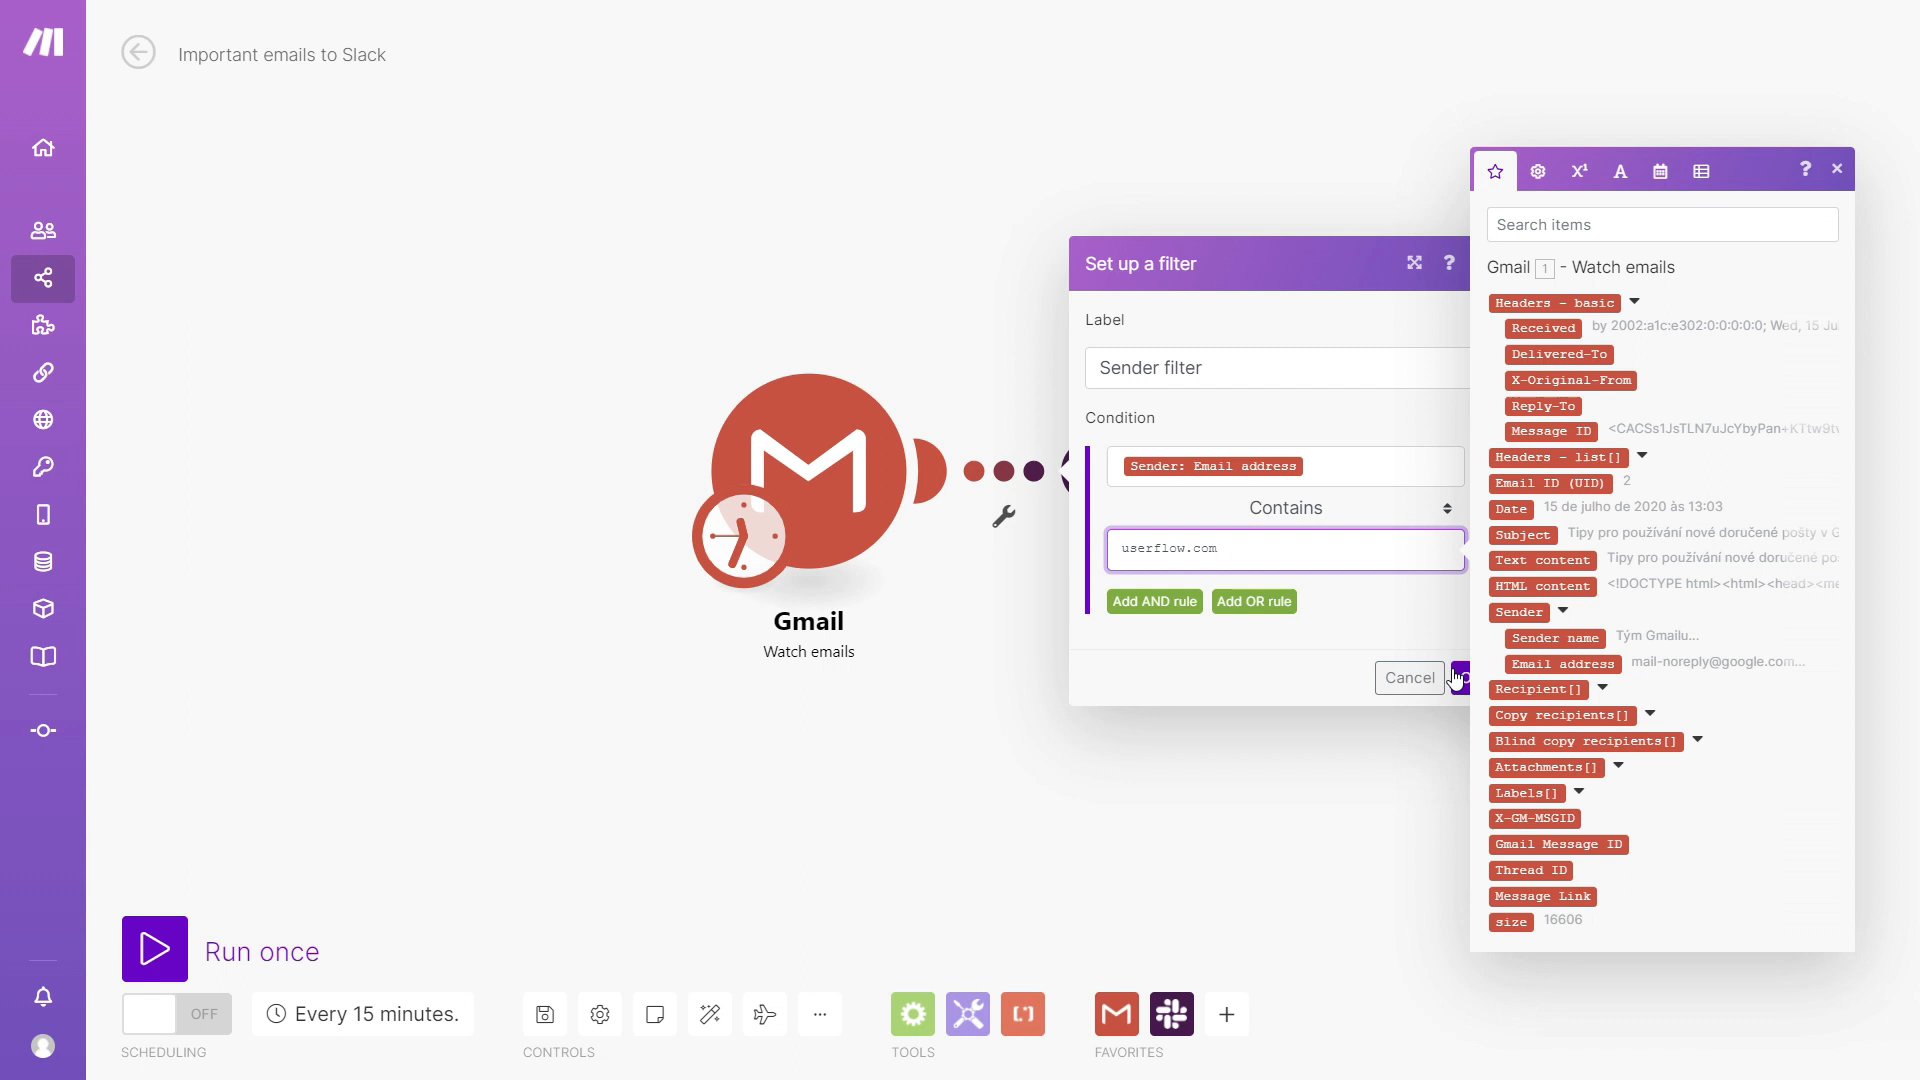 Important emails to Slack
Search items
Gmail 1 - Watch emails
Headers - basic
Received by 2002:a1c:e302:0:0:0:0:0; Wed, 15 Ju
Delivered-To
X-Original-From
Reply-To
Message ID <CACSs1JsTLN7uJcYbyPan+KTtw9tv
Headers - list[]
Email ID (UID) 2
Date 15 de julho de 2020 às 13:03
Subject Tipy pro používání nové doručené pošty v G
Text content Tipy pro používání nové doručené po
HTML content <!DOCTYPE html><html><head><me
Sender
Sender name Tým Gmailu...
Email address mail-noreply@google.com...
Recipient[]
Copy recipients[]
Blind copy recipients[]
Attachments[]
Labels[]
X-GM-MSGID
Gmail Message ID
Thread ID
Message Link
size 16606
Set up a filter
Label
Sender filter
Condition
Sender: Email address
Contains
userflow.com
Add AND rule Add OR rule
Cancel
Gmail
Watch emails
Run once
OFF Every 15 minutes.
SCHEDULING CONTROLS TOOLS FAVORITES